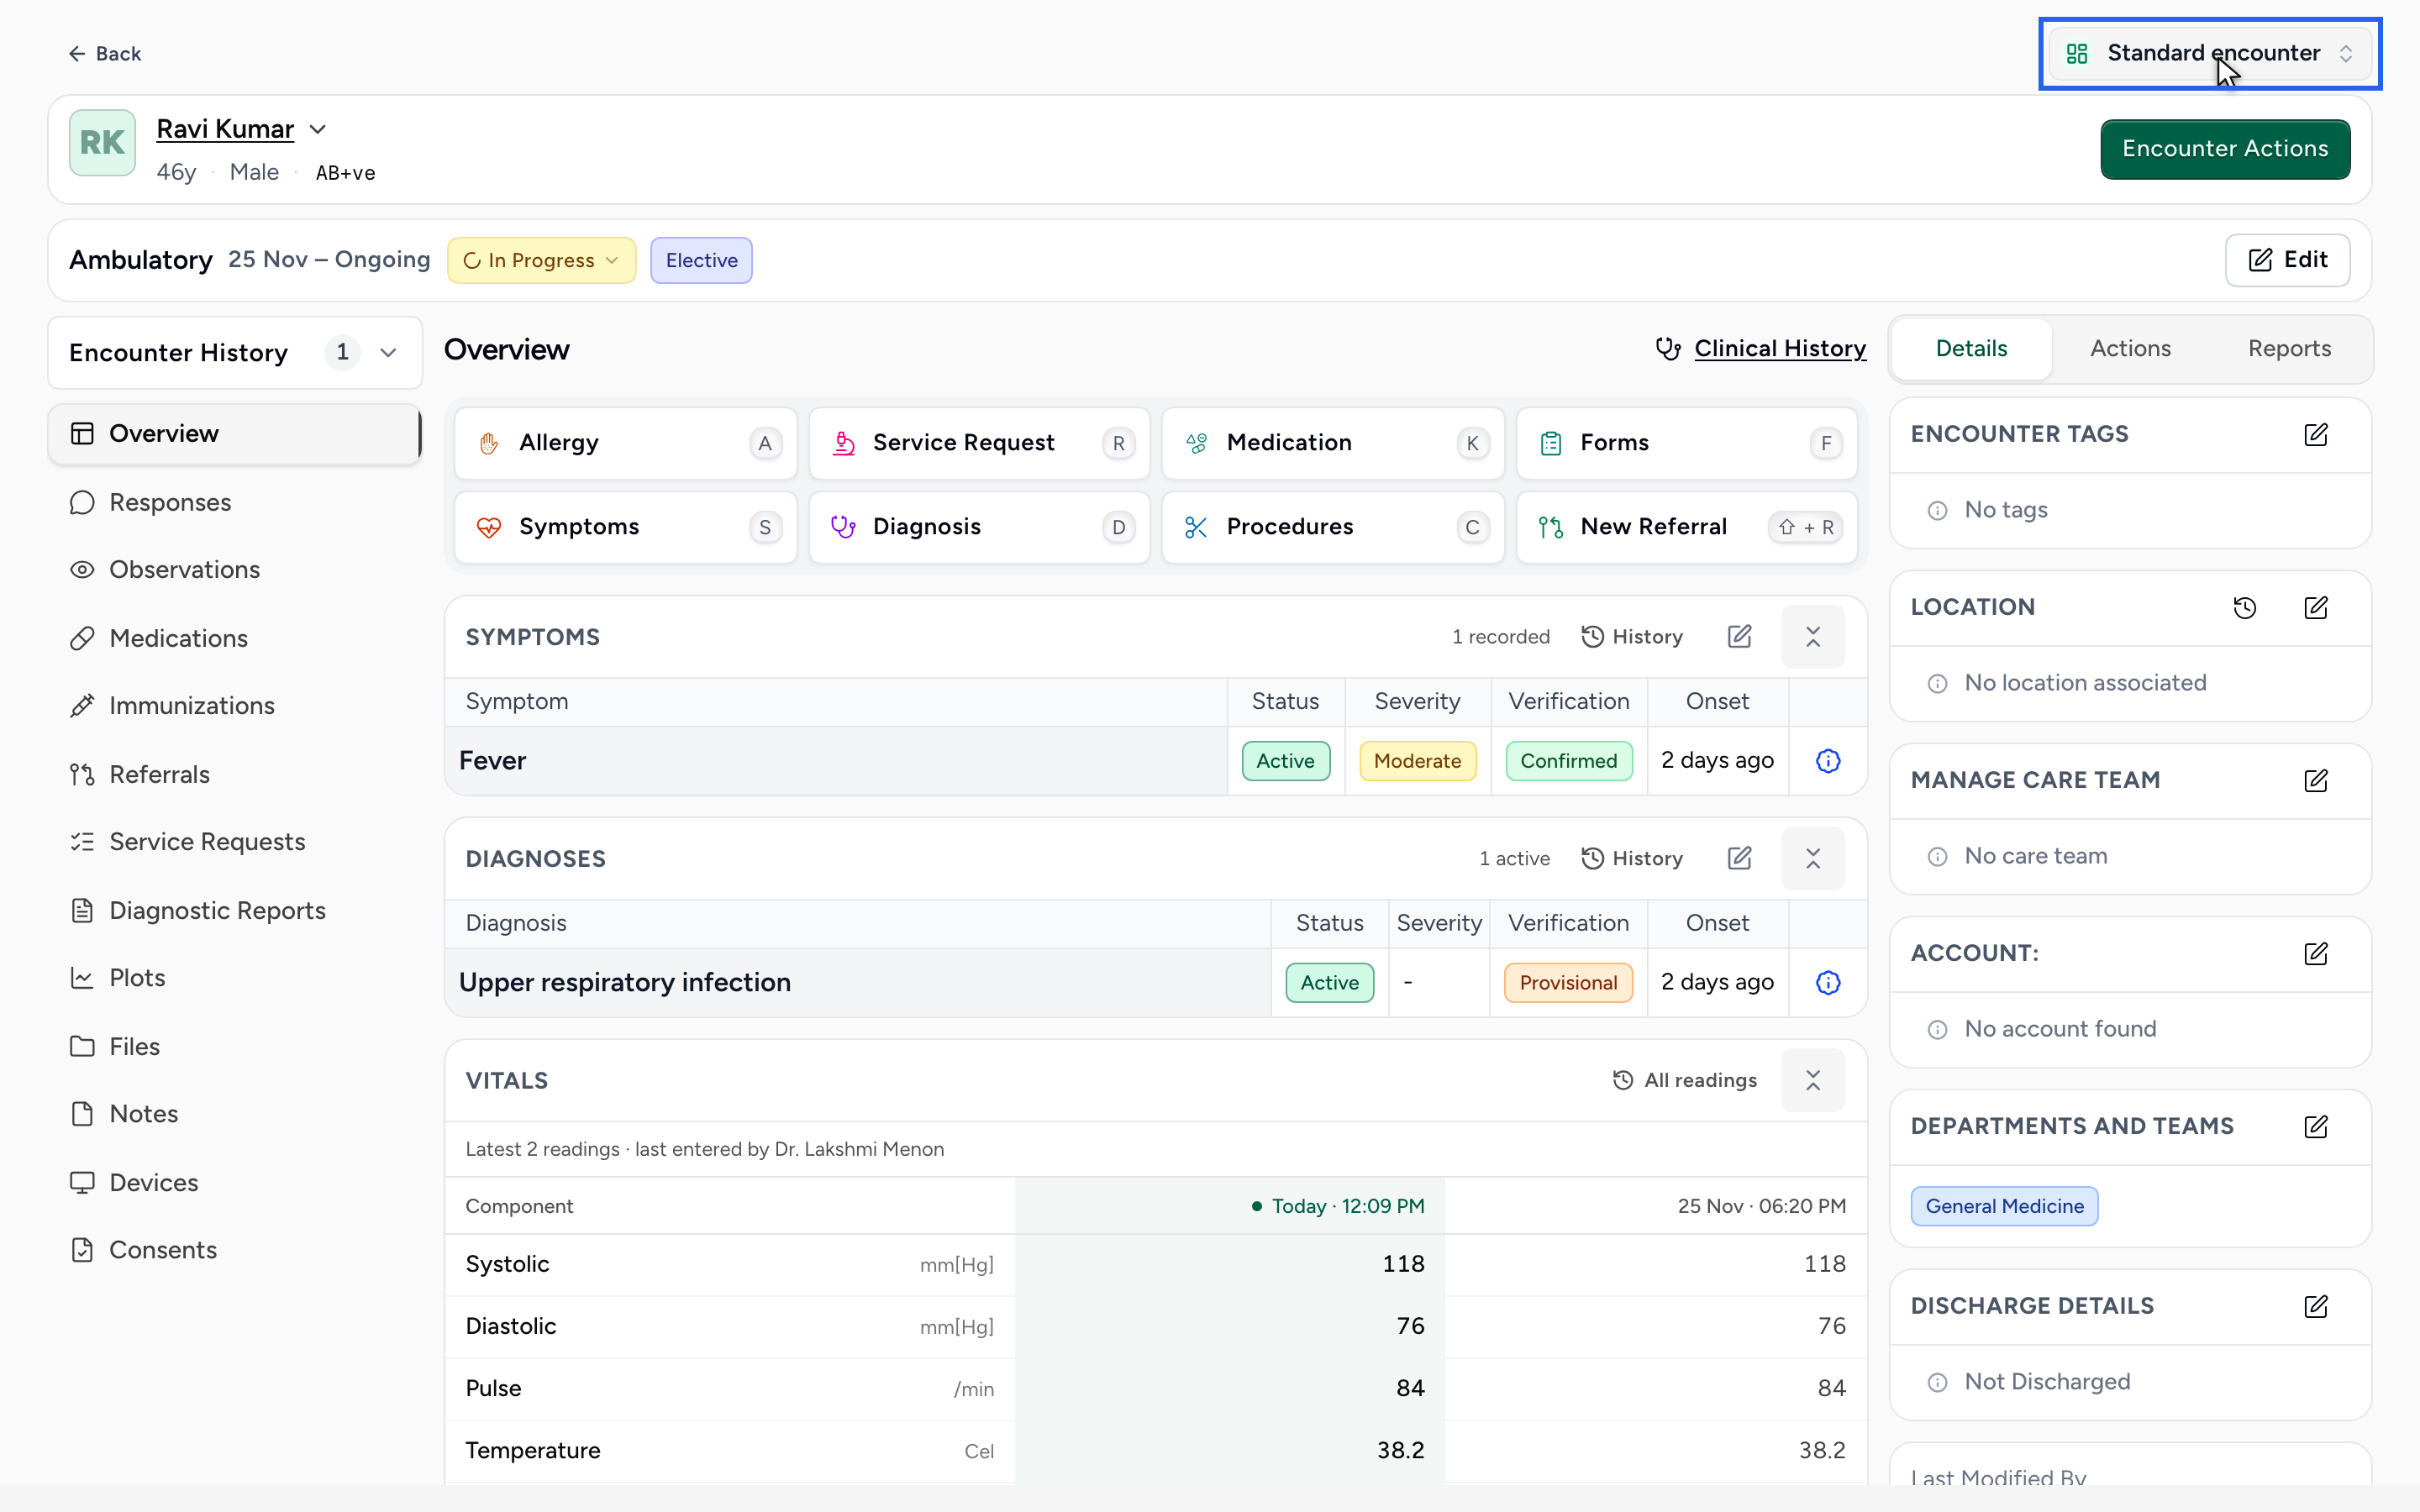 Back
Standard encounter
RK
Ravi Kumar
46y · Male · AB+ve
Encounter Actions
Ambulatory 25 Nov – Ongoing In Progress Elective
Edit
Encounter History 1
Overview
Responses
Observations
Medications
Immunizations
Referrals
Service Requests
Diagnostic Reports
Plots
Files
Notes
Devices
Consents
Overview
Clinical History
Allergy A
Service Request R
Medication K
Forms F
Symptoms S
Diagnosis D
Procedures C
New Referral ⇧ + R
SYMPTOMS
1 recorded History
Symptom Status Severity Verification Onset
Fever Active Moderate Confirmed 2 days ago
DIAGNOSES
1 active History
Diagnosis Status Severity Verification Onset
Upper respiratory infection Active - Provisional 2 days ago
VITALS
All readings
Latest 2 readings · last entered by Dr. Lakshmi Menon
Component Today · 12:09 PM 25 Nov · 06:20 PM
Systolic mm[Hg] 118 118
Diastolic mm[Hg] 76 76
Pulse /min 84 84
Temperature Cel 38.2 38.2
Details Actions Reports
ENCOUNTER TAGS
No tags
LOCATION
No location associated
MANAGE CARE TEAM
No care team
ACCOUNT:
No account found
DEPARTMENTS AND TEAMS
General Medicine
DISCHARGE DETAILS
Not Discharged
Last Modified By